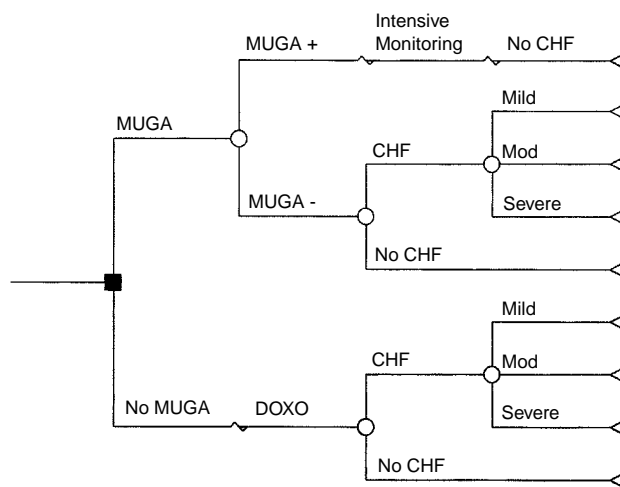 Intensive
MUGA + Monitoring No CHF
Mild
MUGA CHF Mod
MUGA - Severe
No CHF
Mild
CHF Mod
No MUGA DOXO Severe
No CHF